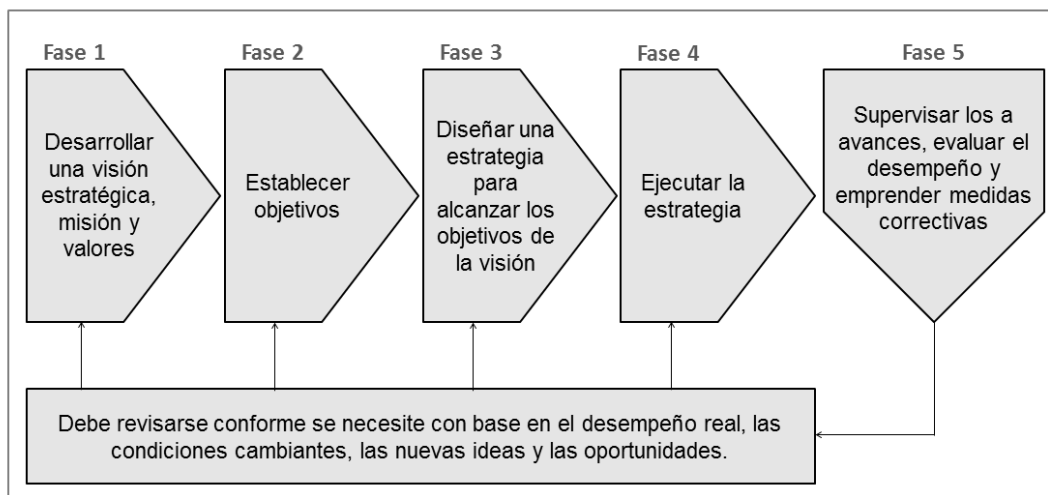 Fase 1
Desarrollar
una visión
estratégica,
misión y
valores
Fase 2
Establecer
objetivos
Fase 3
Diseñar una
estrategia
para
alcanzar los
objetivos de
la visión
Fase 4
Ejecutar la
estrategia
Fase 5
Supervisar los a
avances, evaluar el
desempeño y
emprender medidas
correctivas
Debe revisarse conforme se necesite con base en el desempeño real, las
condiciones cambiantes, las nuevas ideas y las oportunidades.